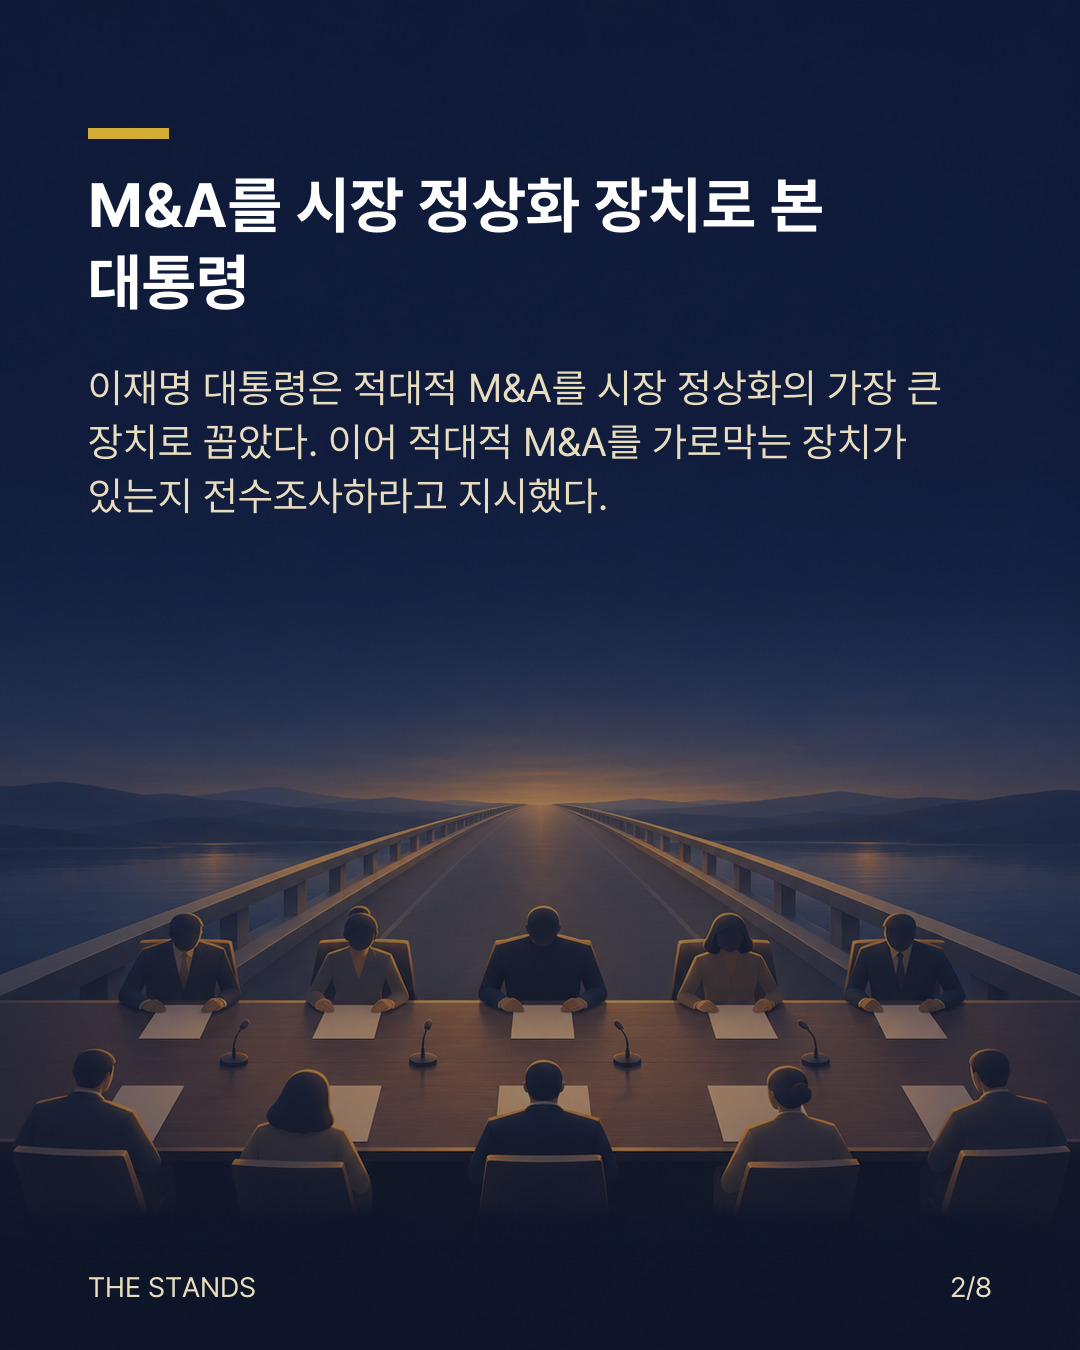 M&A를 시장 정상화 장치로 본
대통령
이재명 대통령은 적대적 M&A를 시장 정상화의 가장 큰
장치로 꼽았다. 이어 적대적 M&A를 가로막는 장치가
있는지 전수조사하라고 지시했다.
THE STANDS
2/8